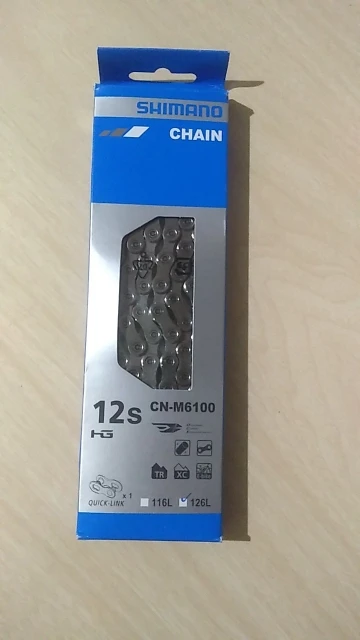 SHIMANO
CHAIN
12s
CN-M6100
HG
TR XC
QUICK-LINK x 1
116L 126L